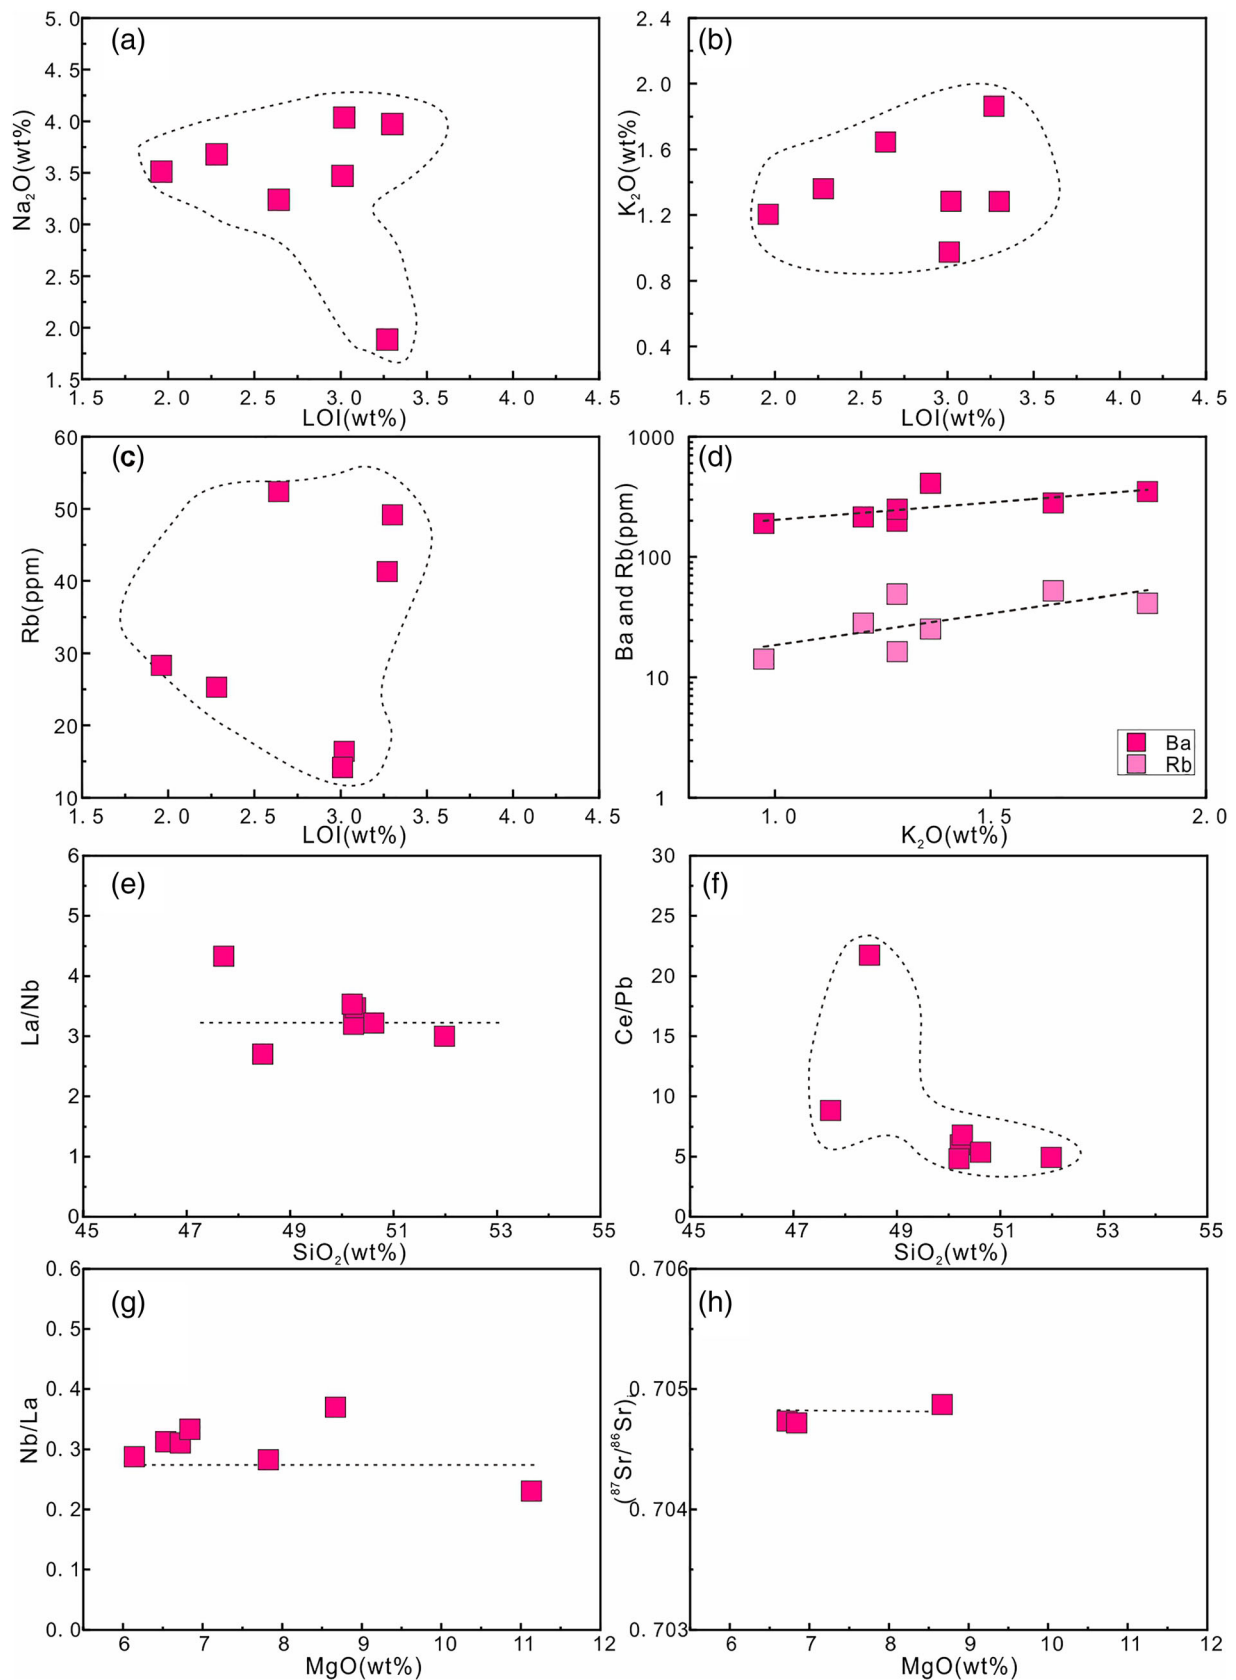 (a)
5.0
4.5
4.0
3.5
3.0
2.5
2.0
1.5
Na₂O(wt%)
1.5 2.0 2.5 3.0 3.5 4.0 4.5
LOI(wt%)
(b)
2.4
2.0
1.6
1.2
0.8
0.4
K₂O(wt%)
1.5 2.0 2.5 3.0 3.5 4.0 4.5
LOI(wt%)
(c)
60
50
40
30
20
10
Rb(ppm)
1.5 2.0 2.5 3.0 3.5 4.0 4.5
LOI(wt%)
(d)
1000
100
10
1
Ba and Rb(ppm)
Ba
Rb
1.0 1.5 2.0
K₂O(wt%)
(e)
6
5
4
3
2
1
0
La/Nb
45 47 49 51 53 55
SiO₂(wt%)
(f)
30
25
20
15
10
5
0
Ce/Pb
45 47 49 51 53 55
SiO₂(wt%)
(g)
0.6
0.5
0.4
0.3
0.2
0.1
0.0
Nb/La
6 7 8 9 10 11 12
MgO(wt%)
(h)
0.706
0.705
0.704
0.703
(⁸⁷Sr/⁸⁶Sr)ᵢ
6 7 8 9 10 11 12
MgO(wt%)